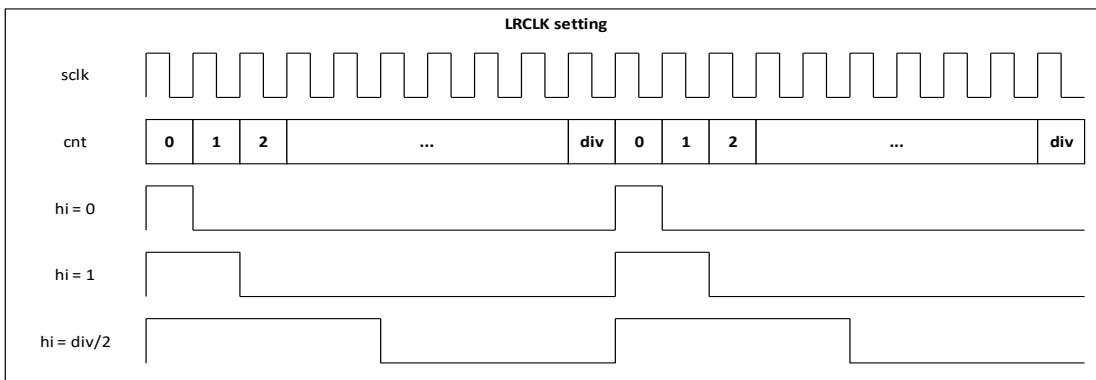 LRCLK setting
sclk
cnt 0 1 2 ... div 0 1 2 ... div
hi = 0
hi = 1
hi = div/2